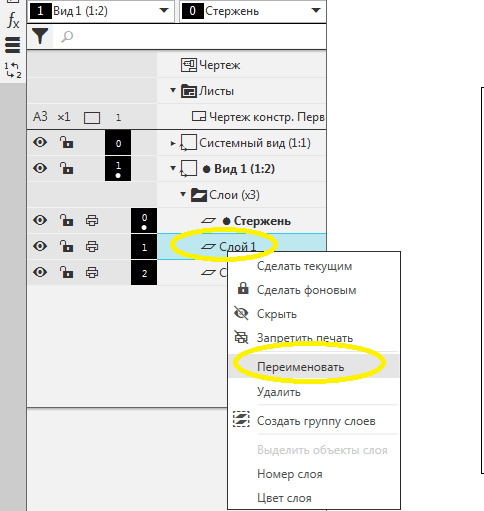 1 Вид 1 (1:2) 0 Стержень
fx
Чертеж
Листы
A3 ×1 1 Чертеж констр. Перв
0 Системный вид (1:1)
1 Вид 1 (1:2)
Слои (x3)
0 Стержень
1 Слой1
2 С
Сделать текущим
Сделать фоновым
Скрыть
Запретить печать
Переименовать
Удалить
Создать группу слоев
Выделить объекты слоя
Номер слоя
Цвет слоя